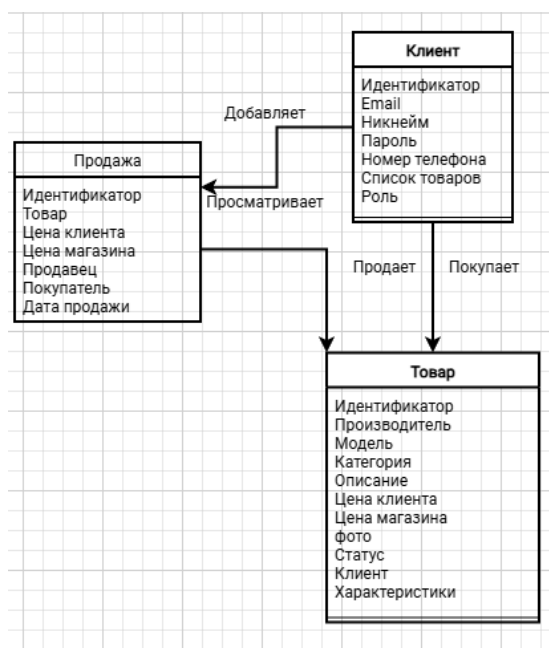 Клиент
Идентификатор
Email
Никнейм
Пароль
Номер телефона
Список товаров
Роль
Добавляет
Просматривает
Продажа
Идентификатор
Товар
Цена клиента
Цена магазина
Продавец
Покупатель
Дата продажи
Продает
Покупает
Товар
Идентификатор
Производитель
Модель
Категория
Описание
Цена клиента
Цена магазина
фото
Статус
Клиент
Характеристики